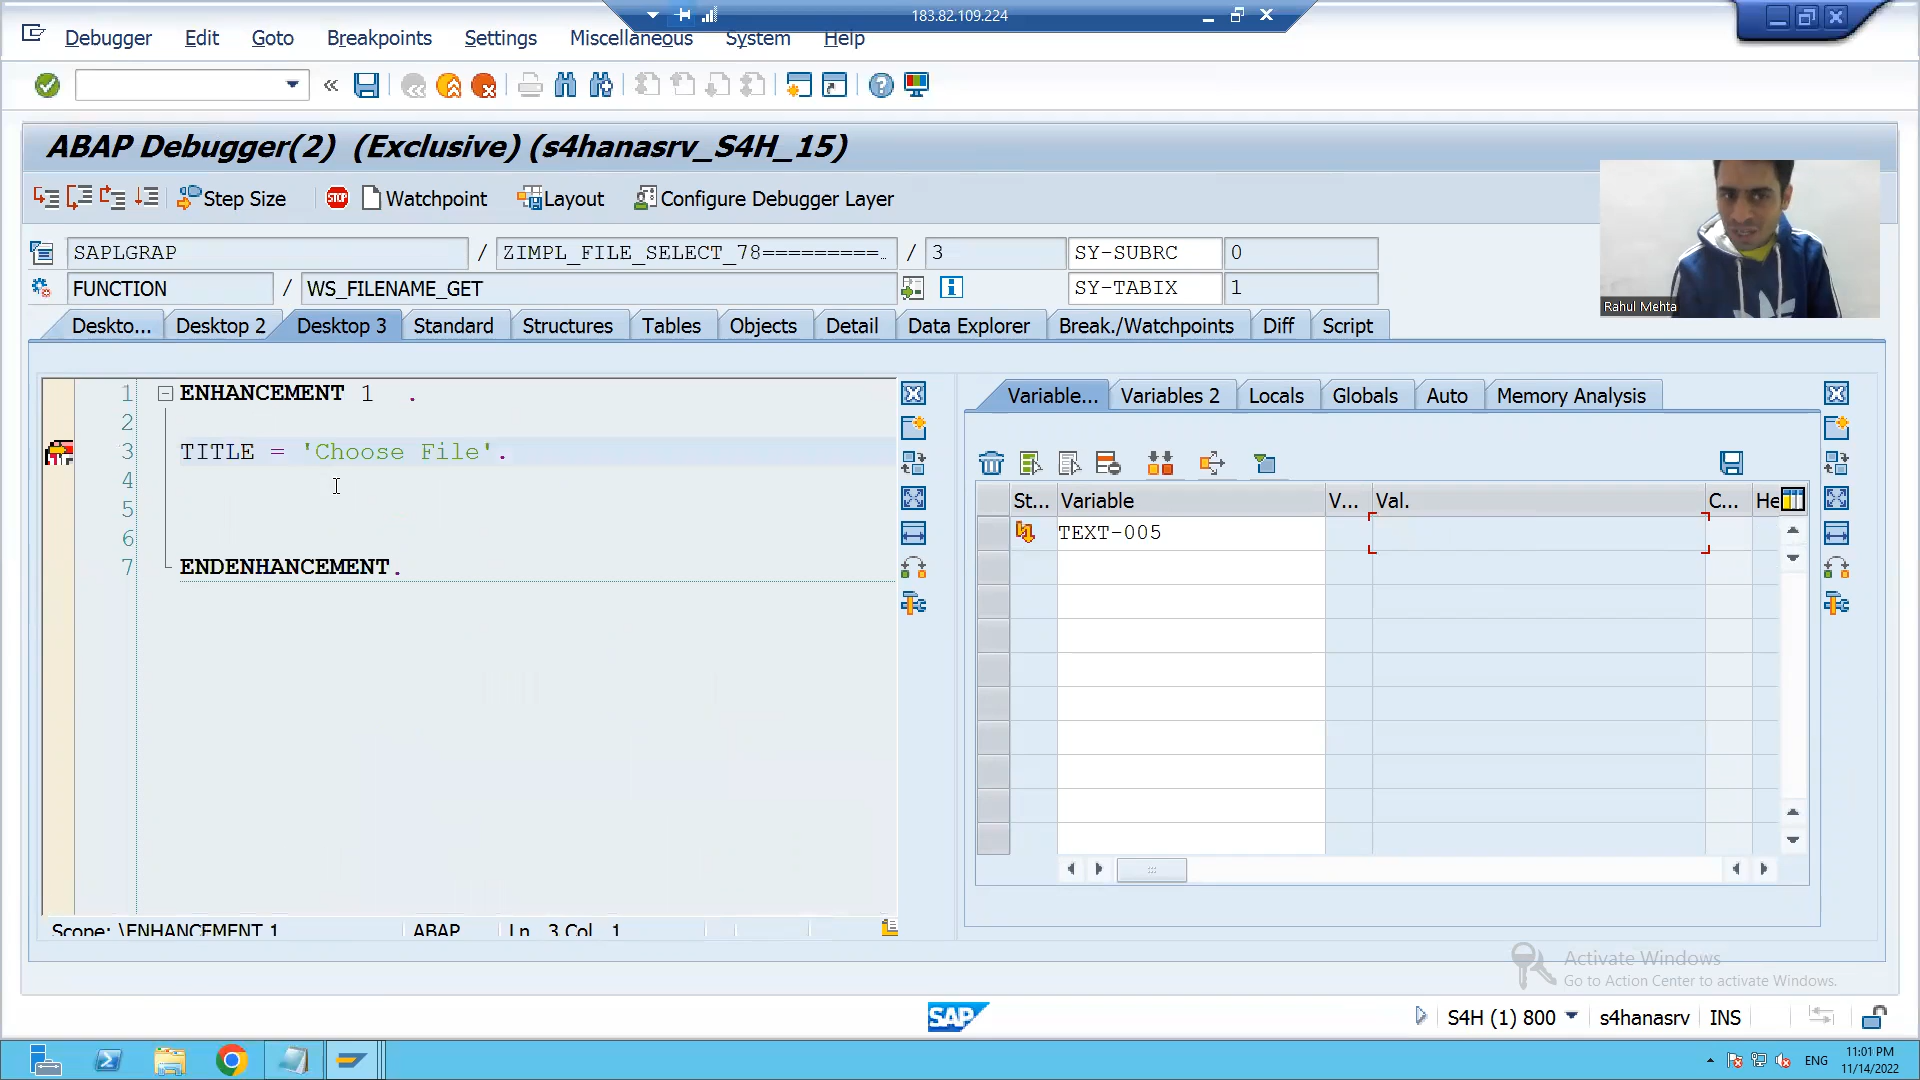 183.82.109.224
Debugger Edit Goto Breakpoints Settings Miscellaneous System Help
ABAP Debugger(2) (Exclusive) (s4hanasrv_S4H_15)
Step Size STOP Watchpoint Layout Configure Debugger Layer
SAPLGRAP / ZIMPL_FILE_SELECT_78=========… / 3 SY-SUBRC 0
FUNCTION / WS_FILENAME_GET SY-TABIX 1
Rahul Mehta
Deskto... Desktop 2 Desktop 3 Standard Structures Tables Objects Detail Data Explorer Break./Watchpoints Diff Script
1 ENHANCEMENT 1 .
2
3 TITLE = 'Choose File'.
4
5
6
7 ENDENHANCEMENT.
Scope: \ENHANCEMENT 1 ABAP Ln 3 Col 1
Variable... Variables 2 Locals Globals Auto Memory Analysis
St... Variable V... Val. C... He
TEXT-005
Activate Windows
Go to Action Center to activate Windows.
SAP
S4H (1) 800 s4hanasrv INS
ENG
11:01 PM
11/14/2022